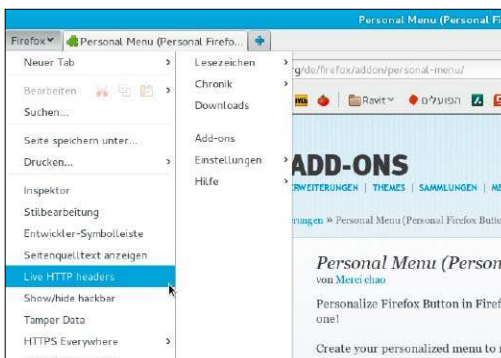 Personal Menu (Personal Fi
Firefox
Personal Menu (Personal Firefo...
Neuer Tab
Bearbeiten
Suchen...
Seite speichern unter...
Drucken...
Inspektor
Stilbearbeitung
Entwickler-Symbolleiste
Seitenquelltext anzeigen
Live HTTP headers
Show/hide hackbar
Tamper Data
HTTPS Everywhere
Lesezeichen
Chronik
Downloads
Add-ons
Einstellungen
Hilfe
g/de/firefox/addon/personal-menu/
Ravit הפועלים
ADD-ONS
ERWEITERUNGEN | THEMES | SAMMLUNGEN | ME
rungen » Personal Menu (Personal Firefox Butto
Personal Menu (Person
von Merci chao
Personalize Firefox Button in Firef
one!
Create your personalized menu to